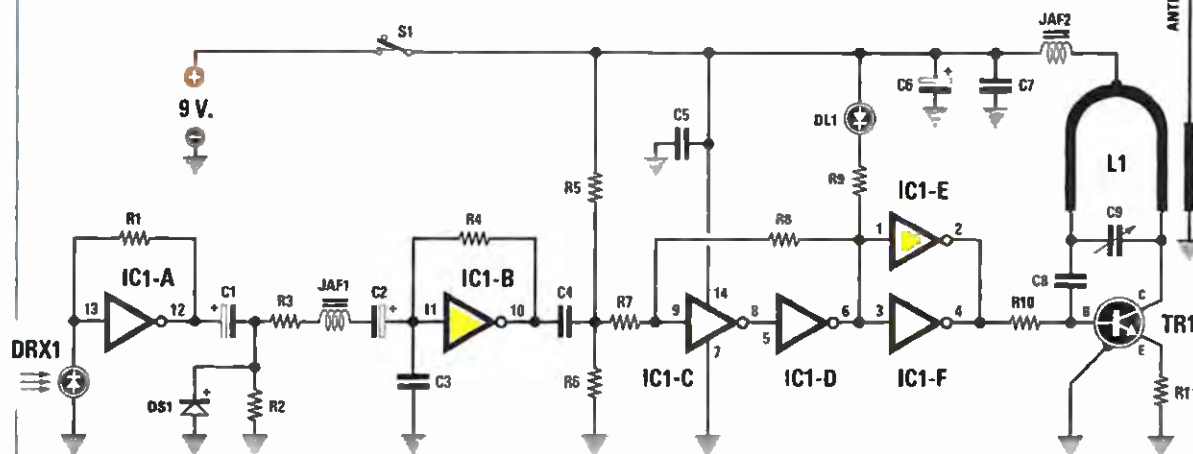 ANTE
JAF2
S1
+
9 V.
-
C6
+
C7
C5
DL1
L1
R5
R9
R1
R4
R8
IC1-E
1
2
IC1-A
IC1-B
C9
JAF1
C8
13
12
+
C1
R3
C2
+
11
10
C4
R7
9
14
8
6
3
4
R10
B
C
TR1
E
DRX1
7
5
C3
R6
IC1-C
IC1-D
IC1-F
R11
DS1
+
R2